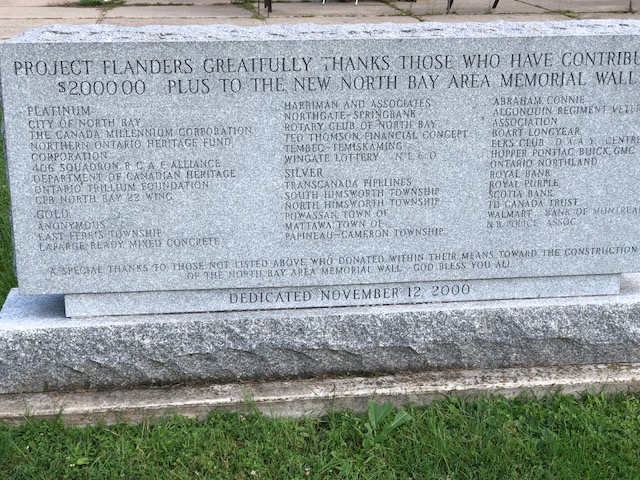 PROJECT FLANDERS GREATFULLY THANKS THOSE WHO HAVE CONTRIBU
$2,000.00 PLUS TO THE NEW NORTH BAY AREA MEMORIAL WALL
PLATINUM
CITY OF NORTH BAY
THE CANADA MILLENNIUM CORPORATION
NORTHERN ONTARIO HERITAGE FUND
CORPORATION
406 SQUADRON R.C.A.F. ALLIANCE
DEPARTMENT OF CANADIAN HERITAGE
ONTARIO TRILLIUM FOUNDATION
CFB NORTH BAY 22 WING
GOLD
ANONYMOUS
EAST FERRIS TOWNSHIP
LAFARGE READY MIXED CONCRETE
HARRIMAN AND ASSOCIATES
NORTHGATE-SPRINGBANK
ROTARY CLUB OF NORTH BAY
TED THOMSON FINANCIAL CONCEPT
TEMBEC-TEMISKAMING
WINGATE LOTTERY - N.L.C.O
SILVER
TRANSCANADA PIPELINES
SOUTH HIMSWORTH TOWNSHIP
NORTH HIMSWORTH TOWNSHIP
POWASSAN TOWN OF
MATTAWA TOWN OF
PAPINEAU-CAMERON TOWNSHIP
ABRAHAM CONNIE
ALGONQUIN REGIMENT VETE
ASSOCIATION
BOART LONGYEAR
ELKS CLUB D.A.A.Y. CENTRE
HOPPER PONTIAC BUICK GMC
ONTARIO NORTHLAND
ROYAL BANK
ROYAL PURPLE
SCOTIA BANK
TD CANADA TRUST
WALMART BANK OF MONTREAL
N.B. POLICE ASSOC.
A SPECIAL THANKS TO THOSE NOT LISTED ABOVE WHO DONATED WITHIN THEIR MEANS TOWARD THE CONSTRUCTION
OF THE NORTH BAY AREA MEMORIAL WALL - GOD BLESS YOU ALL
DEDICATED NOVEMBER 12, 2000